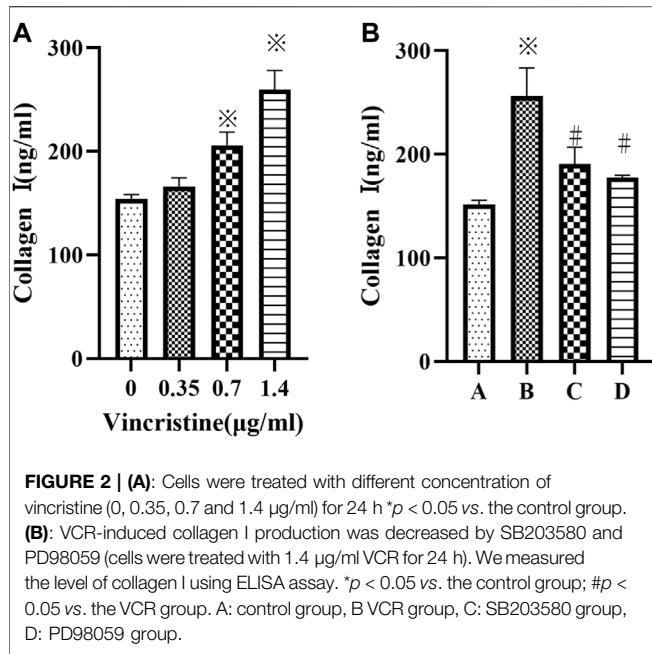 A
※
※
300
200
100
0
Collagen I(ng/ml)
0 0.35 0.7 1.4
Vincristine(μg/ml)
B
※
#
#
300
200
100
0
Collagen I(ng/ml)
A B C D
FIGURE 2 | (A): Cells were treated with different concentration of
vincristine (0, 0.35, 0.7 and 1.4 μg/ml) for 24 h *p < 0.05 vs. the control group.
(B): VCR-induced collagen I production was decreased by SB203580 and
PD98059 (cells were treated with 1.4 μg/ml VCR for 24 h). We measured
the level of collagen I using ELISA assay. *p < 0.05 vs. the control group; #p <
0.05 vs. the VCR group. A: control group, B VCR group, C: SB203580 group,
D: PD98059 group.